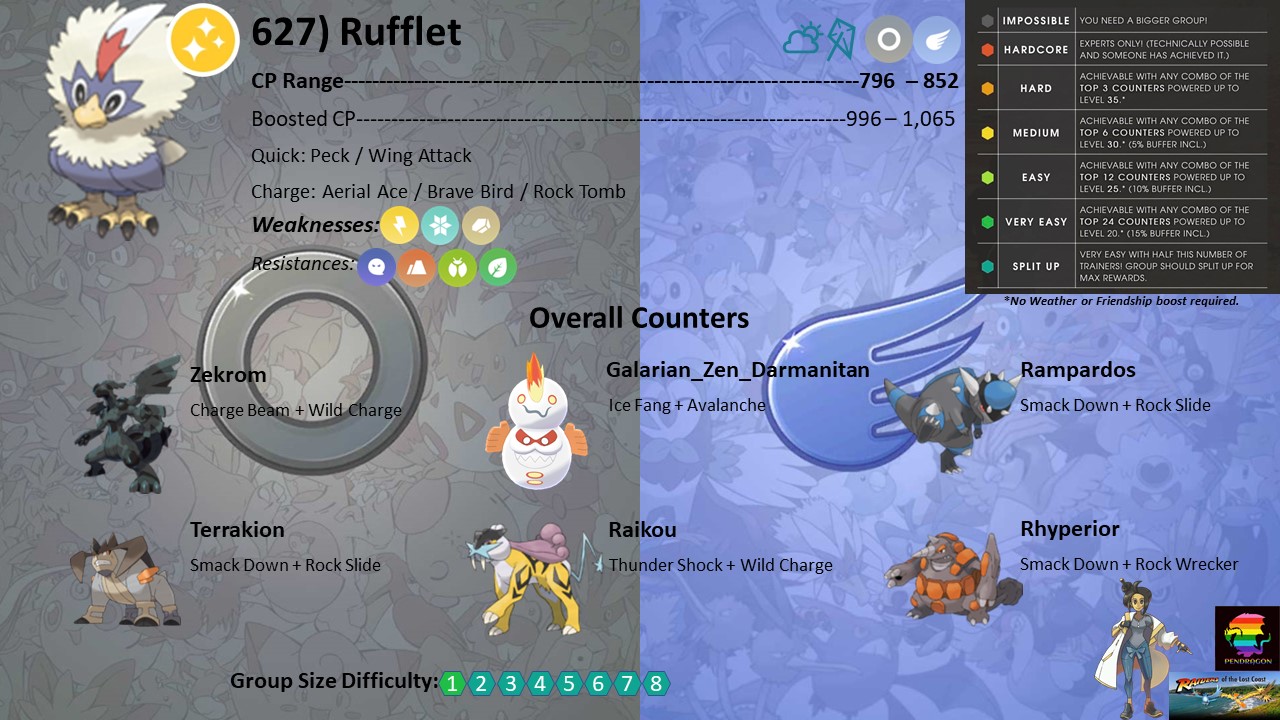 627) Rufflet
CP Range------------------------------------------------------------------------------796 – 852
Boosted CP--------------------------------------------------------------------------996 – 1,065
Quick: Peck / Wing Attack
Charge: Aerial Ace / Brave Bird / Rock Tomb
Weaknesses:
Resistances:
IMPOSSIBLE YOU NEED A BIGGER GROUP!
HARDCORE EXPERTS ONLY! (TECHNICALLY POSSIBLE
AND SOMEONE HAS ACHIEVED IT.)
HARD ACHIEVABLE WITH ANY COMBO OF THE
TOP 3 COUNTERS POWERED UP TO
LEVEL 35.*
MEDIUM ACHIEVABLE WITH ANY COMBO OF THE
TOP 6 COUNTERS POWERED UP TO
LEVEL 30.* (5% BUFFER INCL.)
EASY ACHIEVABLE WITH ANY COMBO OF THE
TOP 12 COUNTERS POWERED UP TO
LEVEL 25.* (10% BUFFER INCL.)
VERY EASY ACHIEVABLE WITH ANY COMBO OF THE
TOP 24 COUNTERS POWERED UP TO
LEVEL 20.* (15% BUFFER INCL.)
SPLIT UP VERY EASY WITH HALF THIS NUMBER OF
TRAINERS! GROUP SHOULD SPLIT UP FOR
MAX REWARDS.
*No Weather or Friendship boost required.
Overall Counters
Zekrom
Charge Beam + Wild Charge
Galarian_Zen_Darmanitan
Ice Fang + Avalanche
Rampardos
Smack Down + Rock Slide
Terrakion
Smack Down + Rock Slide
Raikou
Thunder Shock + Wild Charge
Rhyperior
Smack Down + Rock Wrecker
Group Size Difficulty: 1 2 3 4 5 6 7 8
PENDRAGON
RAIDERS of the Lost Coast